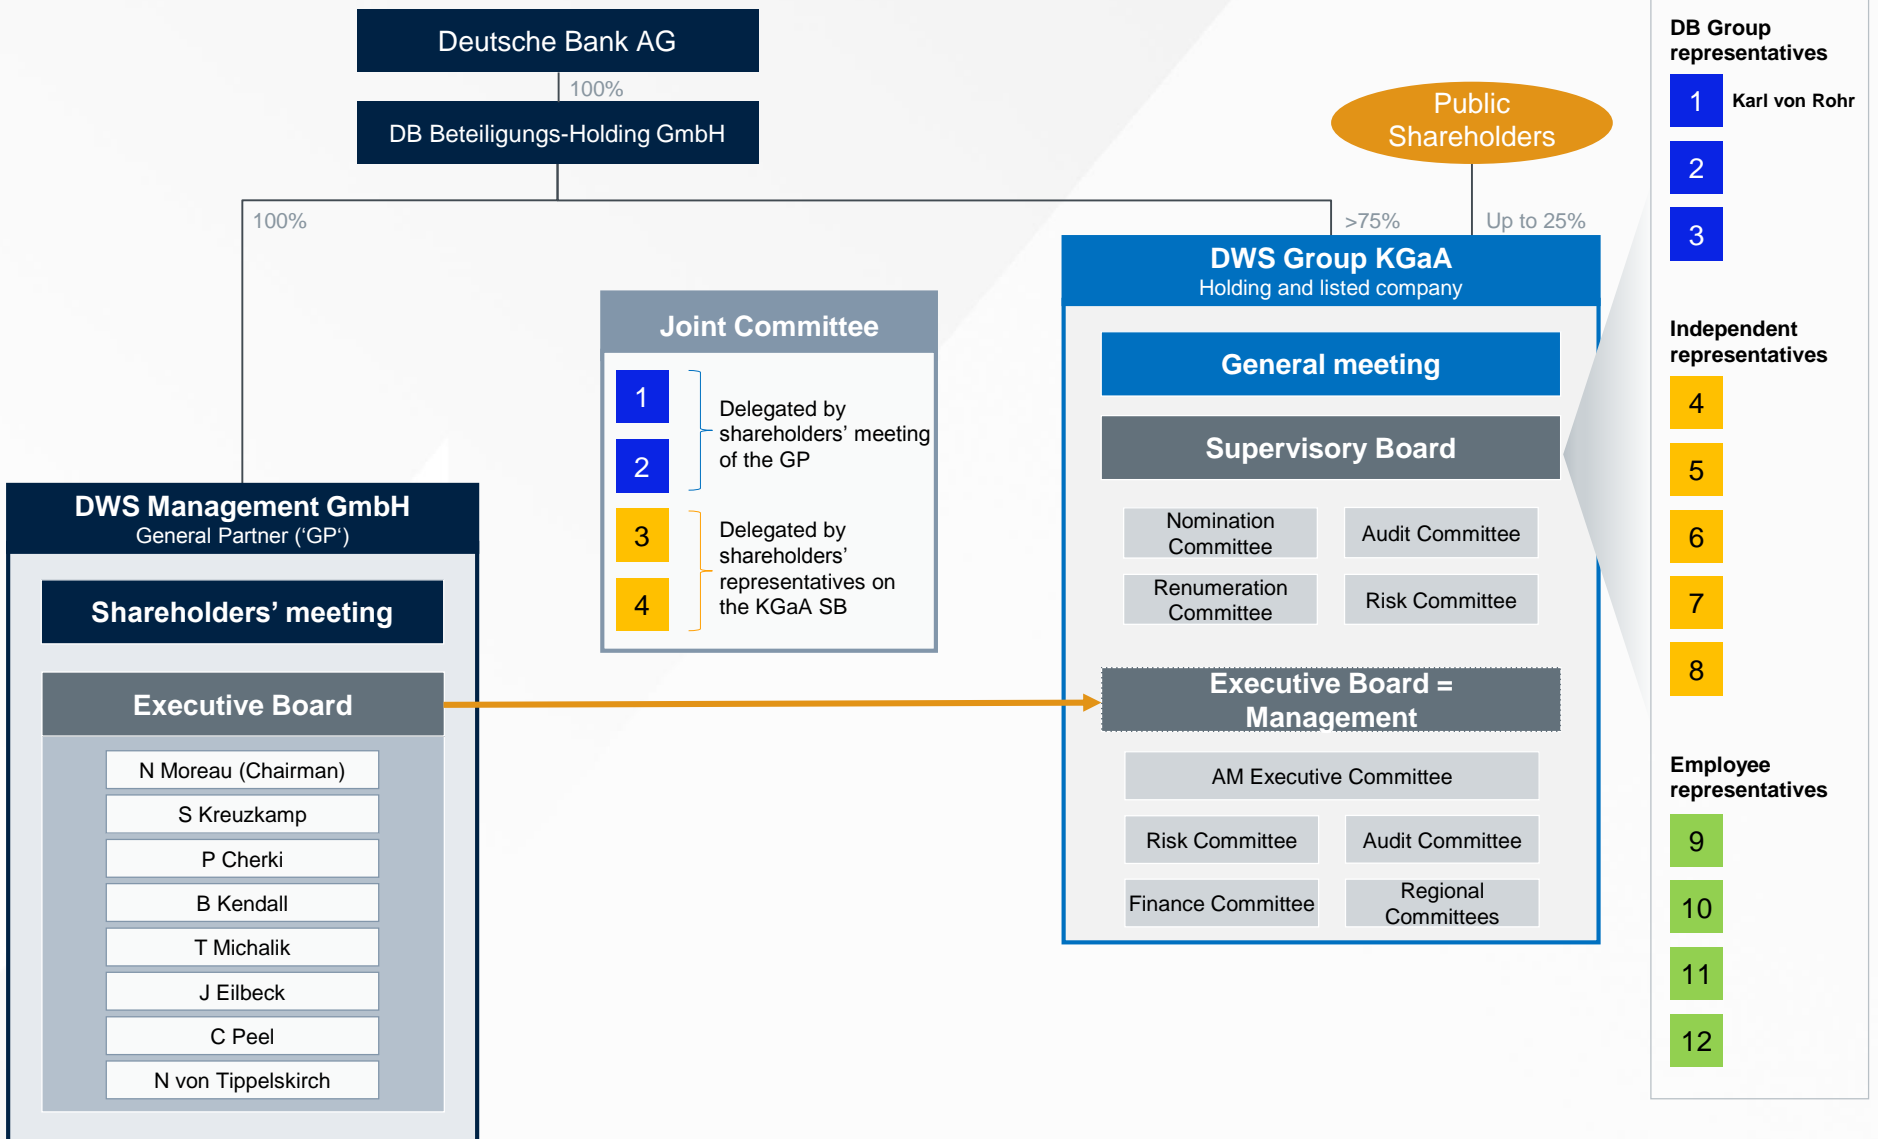 Deutsche Bank AG
100%
DB Beteiligungs-Holding GmbH
100%
Public
Shareholders
>75%
Up to 25%
DWS Group KGaA
Holding and listed company
General meeting
Supervisory Board
Nomination
Committee
Audit Committee
Renumeration
Committee
Risk Committee
Executive Board =
Management
AM Executive Committee
Risk Committee
Audit Committee
Finance Committee
Regional
Committees
Joint Committee
1
2
Delegated by
shareholders’ meeting
of the GP
3
4
Delegated by
shareholders’
representatives on
the KGaA SB
DWS Management GmbH
General Partner (‘GP‘)
Shareholders’ meeting
Executive Board
N Moreau (Chairman)
S Kreuzkamp
P Cherki
B Kendall
T Michalik
J Eilbeck
C Peel
N von Tippelskirch
DB Group
representatives
1 Karl von Rohr
2
3
Independent
representatives
4
5
6
7
8
Employee
representatives
9
10
11
12